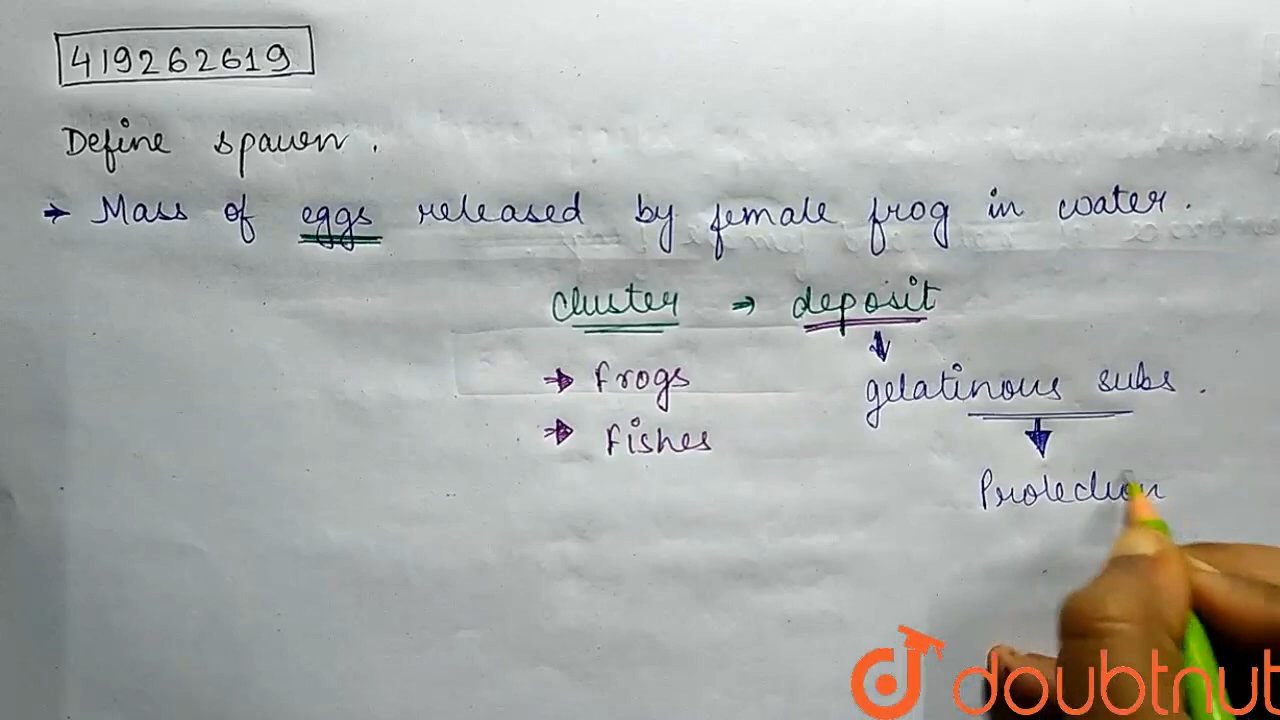 419262619
Define spawn.
→ Mass of eggs released by female frog in water.
cluster → deposit
→ frogs
gelatinous subs.
→ fishes
Protection
doubtnut